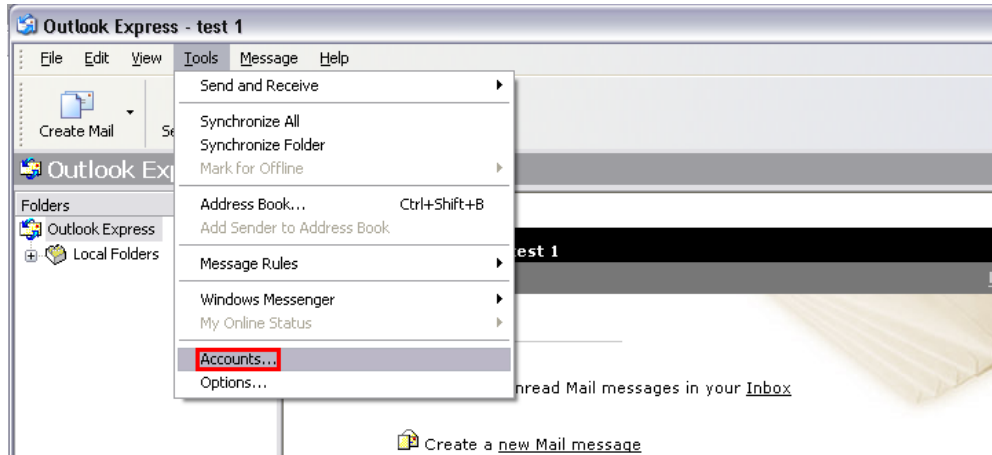 Outlook Express - test 1
File Edit View Tools Message Help
Send and Receive
Create Mail
Synchronize All
Synchronize Folder
Mark for Offline
Outlook
Folders
Address Book... Ctrl+Shift+B
Outlook Express
Add Sender to Address Book
Local Folders
test 1
Message Rules
Windows Messenger
My Online Status
Accounts...
Options...
nread Mail messages in your Inbox
Create a new Mail message